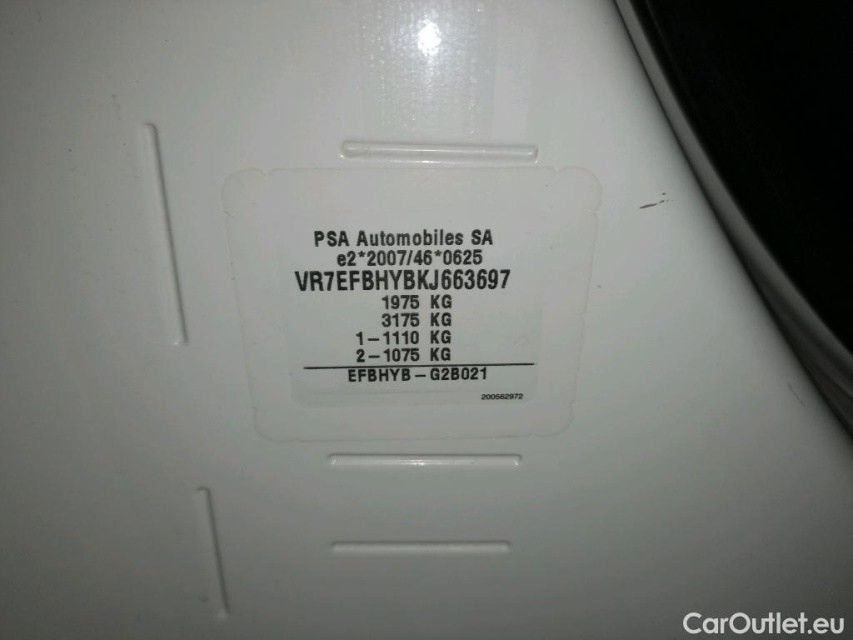 PSA Automobiles SA
e2*2007/46*0625
VR7EFBHYBKJ663697
1975 KG
3175 KG
1-1110 KG
2-1075 KG
EFBHYB-G2B021
200562972
CarOutlet.eu